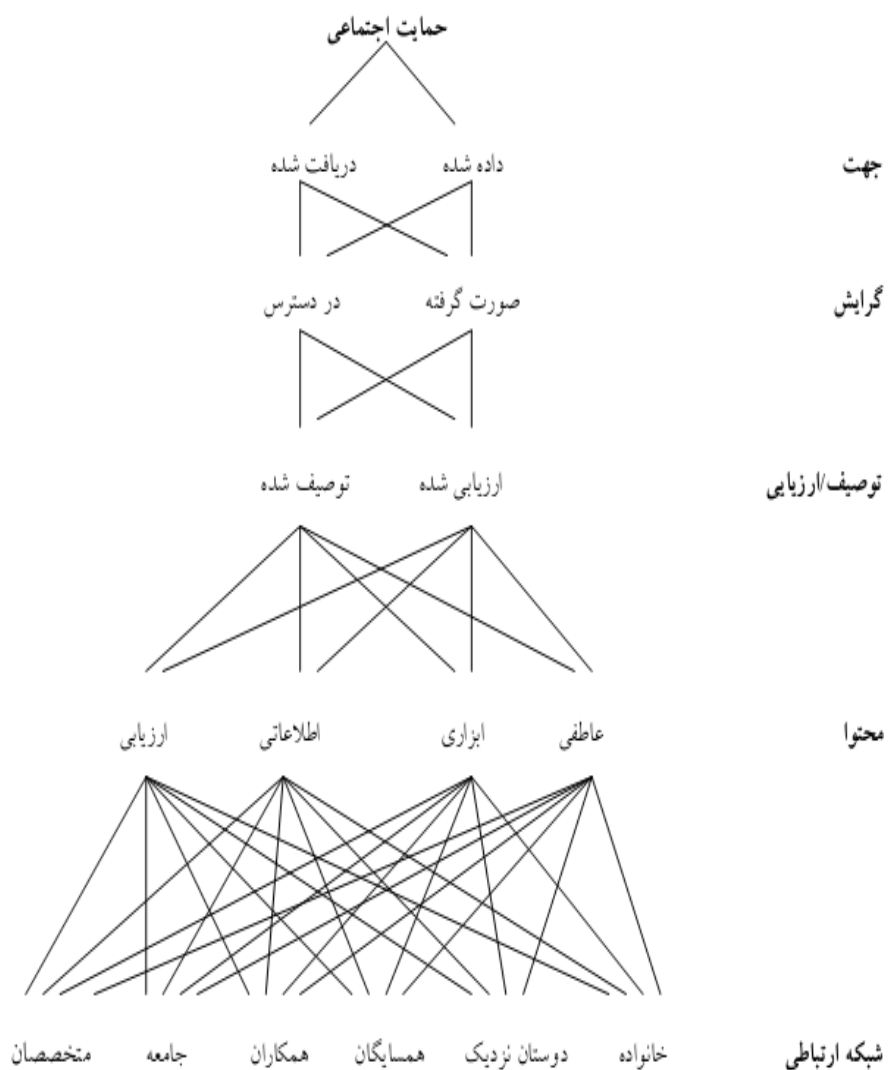 حمایت اجتماعی
جهت داده شده دریافت شده
گرایش صورت گرفته در دسترس
توصیف/ارزیایی ارزیابی شده توصیف شده
محتوا عاطفی ابزاری اطلاعاتی ارزیابی
شبکه ارتباطی خانواده دوستان نزدیک همسایگان همکاران جامعه متخصصان